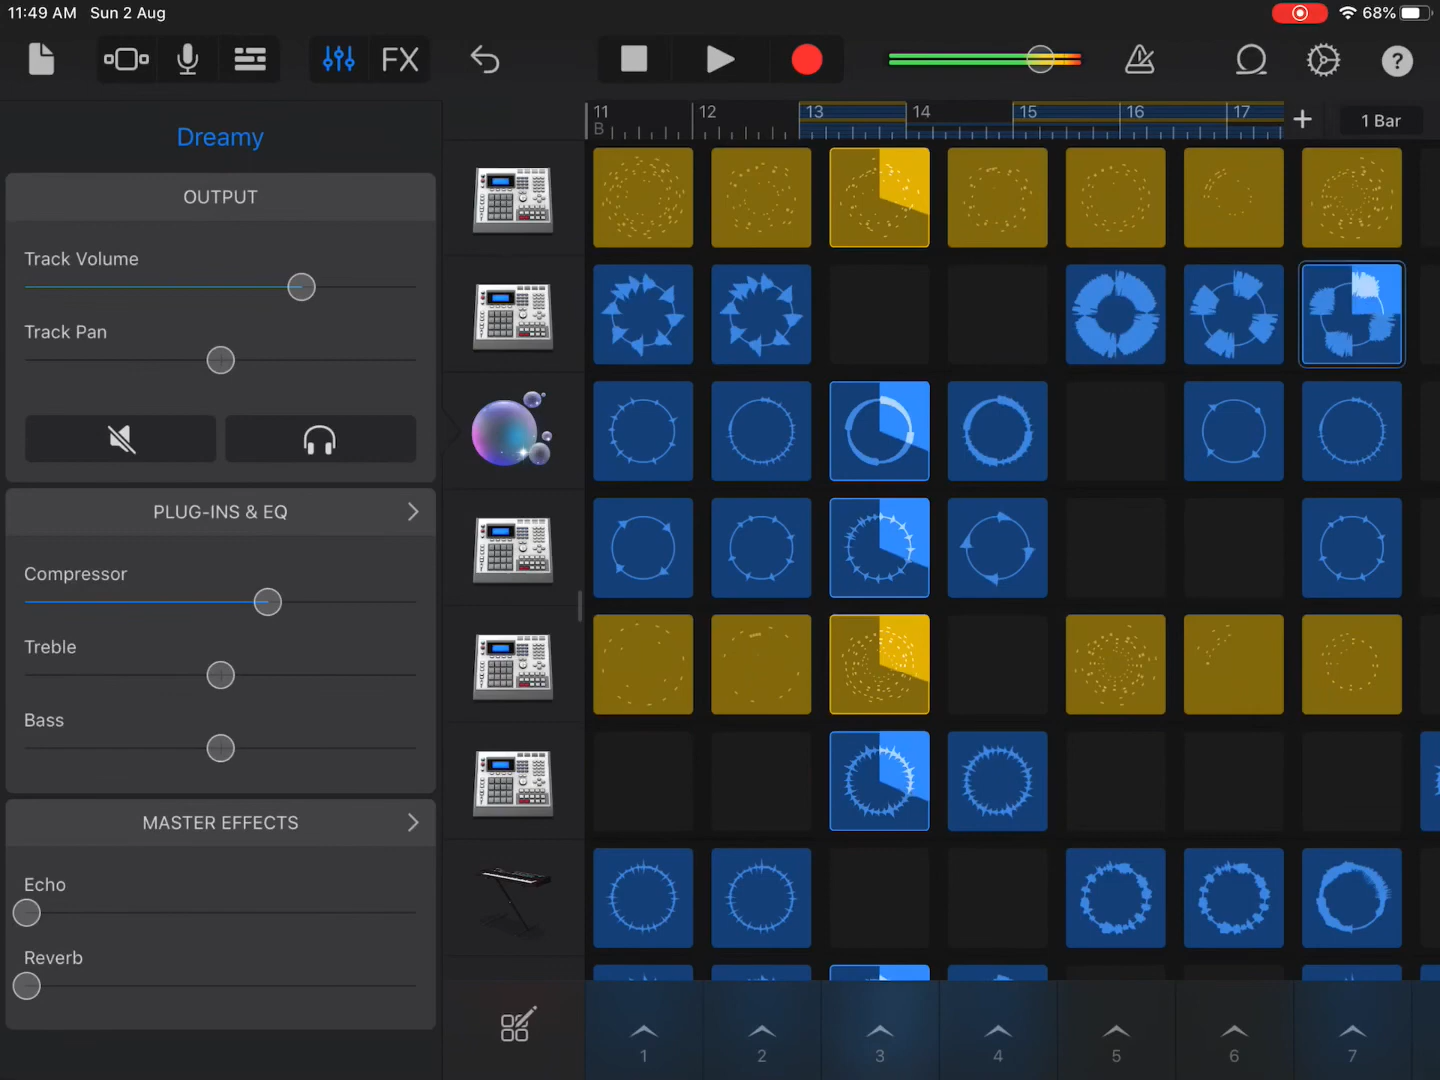 11:49 AM Sun 2 Aug 68%
FX ?
11 12 13 14 15 16 17 + 1 Bar
B
Dreamy
OUTPUT
Track Volume
Track Pan
PLUG-INS & EQ
Compressor
Treble
Bass
MASTER EFFECTS
Echo
Reverb
1 2 3 4 5 6 7